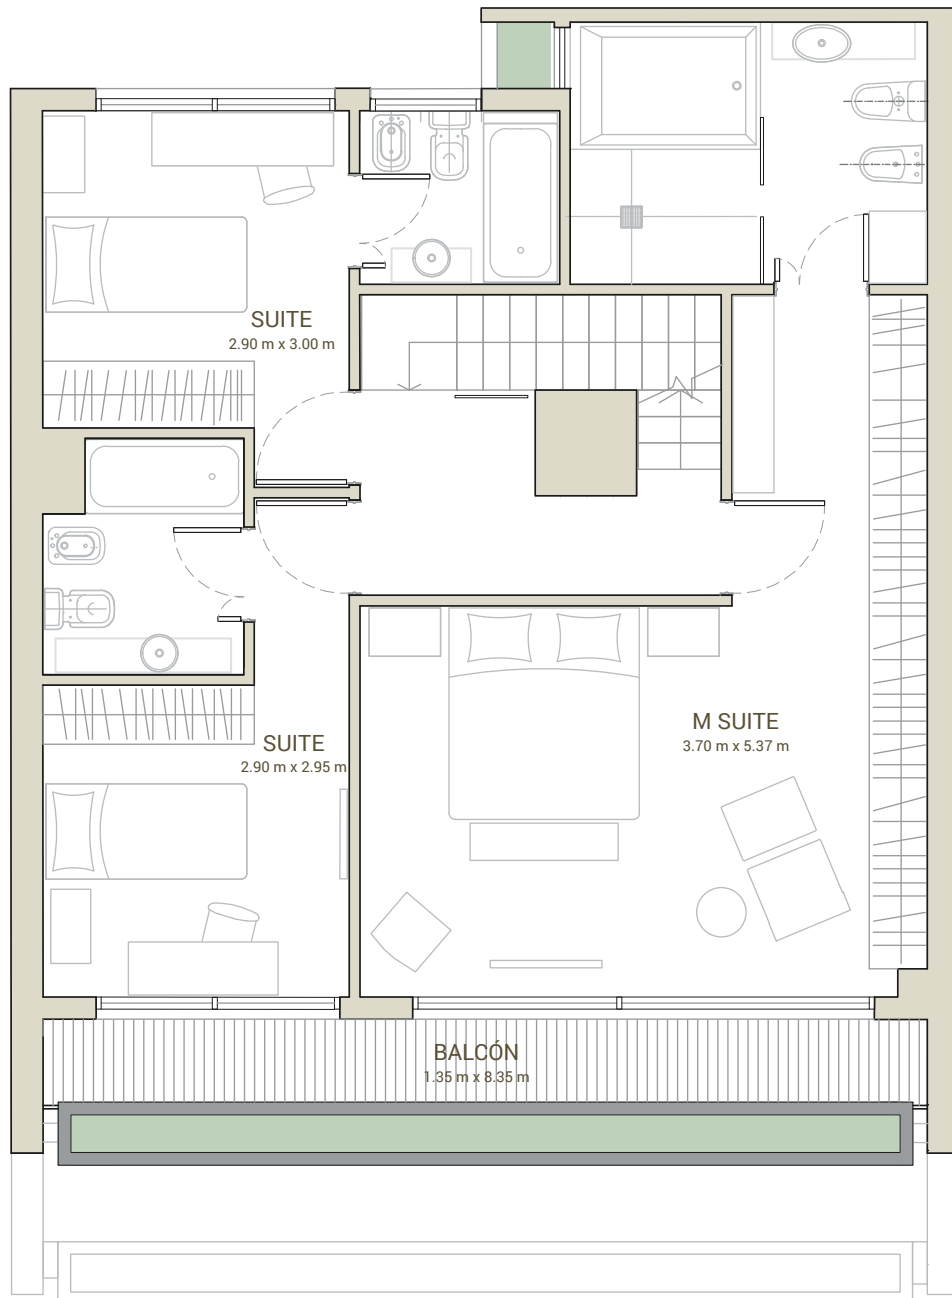 SUITE
2.90 m x 3.00 m
SUITE
2.90 m x 2.95 m
M SUITE
3.70 m x 5.37 m
BALCÓN
1.35 m x 8.35 m